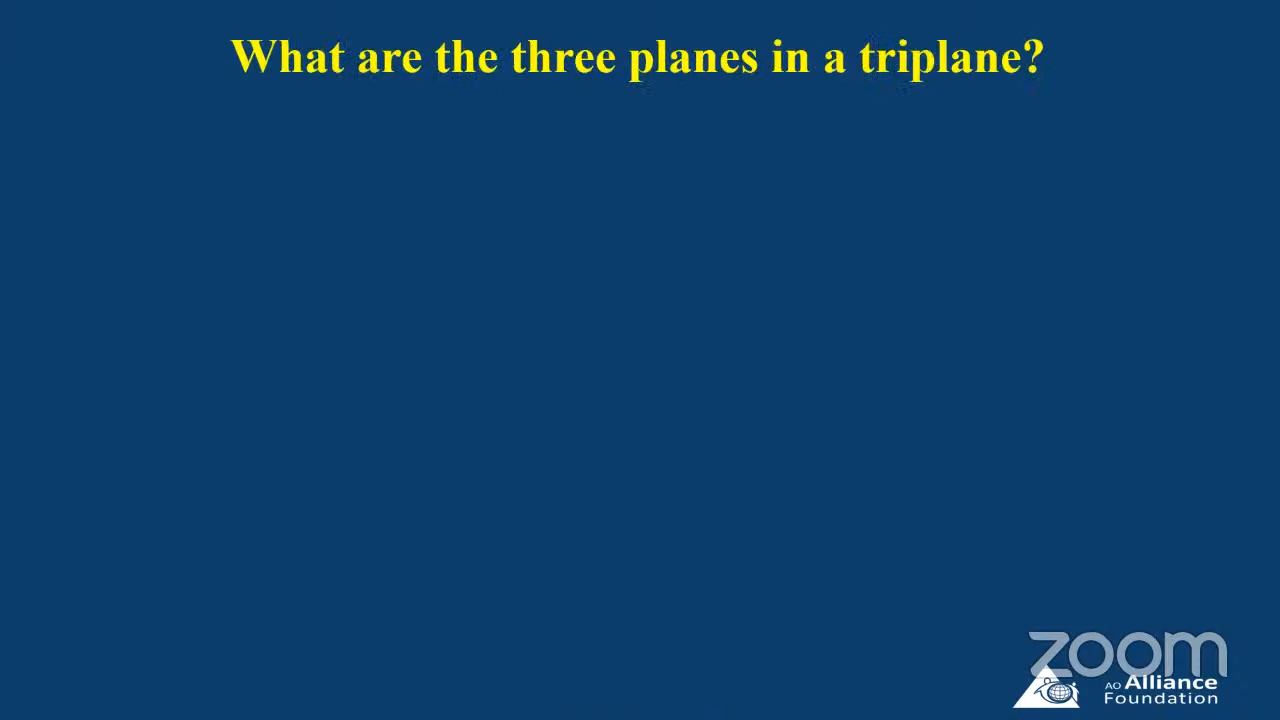 What are the three planes in a triplane?
zoom
AO Alliance
Foundation